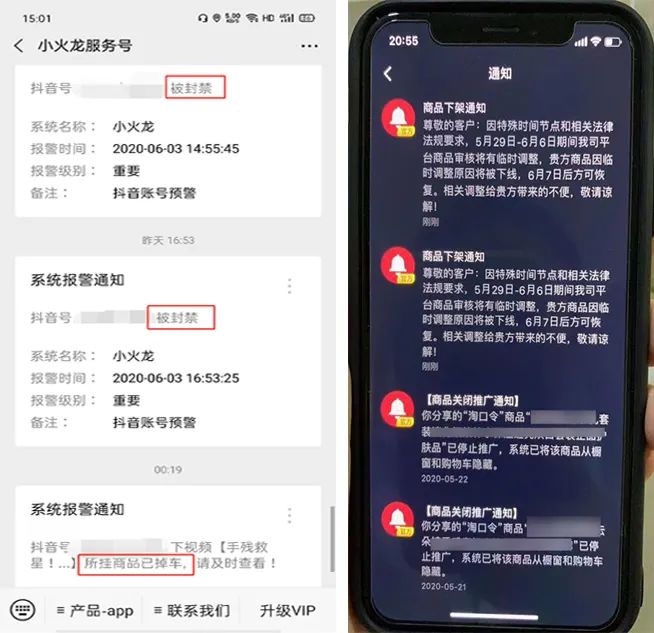 15:01
5.00
HD
小火龙服务号
抖音号 被封禁
系统名称： 小火龙
报警时间： 2020-06-03 14:55:45
报警级别： 重要
备注： 抖音账号预警
昨天 16:53
系统报警通知
抖音号 被封禁
系统名称： 小火龙
报警时间： 2020-06-03 16:53:25
报警级别： 重要
备注： 抖音账号预警
00:19
系统报警通知
抖音号 下视频【手残救
星！...】所挂商品已掉车，请及时查看！
≡ 产品-app ≡ 联系我们 升级VIP
20:55
通知
商品下架通知
官方
尊敬的客户：因特殊时间节点和相关法律
法规要求，5月29日-6月6日期间我司平
台商品审核将有临时调整，贵方商品因临
时调整原因将被下线，6月7日后方可恢
复。相关调整给贵方带来的不便，敬请谅
解！
刚刚
商品下架通知
官方
尊敬的客户：因特殊时间节点和相关法律
法规要求，5月29日-6月6日期间我司平
台商品审核将有临时调整，贵方商品因临
时调整原因将被下线，6月7日后方可恢
复。相关调整给贵方带来的不便，敬请谅
解！
刚刚
【商品关闭推广通知】
官方
你分享的“淘口令”商品“ 套
装
肤品”已停止推广，系统已将该商品从橱
窗和购物车隐藏。
2020-05-22
【商品关闭推广通知】
官方
你分享的“淘口令”商品“ 云
朵 ”已停
止推广，系统已将该商品从橱窗和购物车
隐藏。
2020-05-21